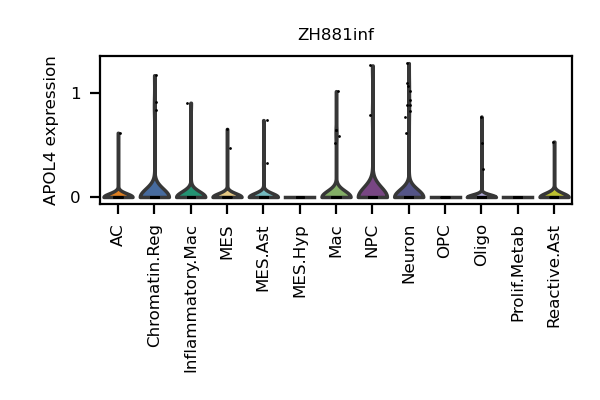 ZH881inf
APOL4 expression
1
0
AC
Chromatin.Reg
Inflammatory.Mac
MES
MES.Ast
MES.Hyp
Mac
NPC
Neuron
OPC
Oligo
Prolif.Metab
Reactive.Ast